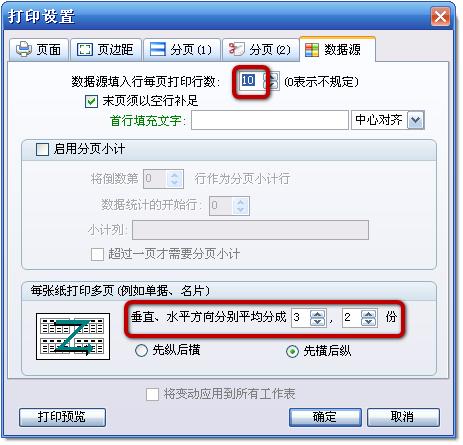 打印设置
页面 页边距 分页(1) 分页(2) 数据源
数据源填入行每页打印行数: 10 (0表示不规定)
末页须以空行补足
首行填充文字: 中心对齐
启用分页小计
将倒数第 0 行作为分页小计行
数据统计的开始行: 0
小计列:
超过一页才需要分页小计
每张纸打印多页(例如单据、名片)
垂直、水平方向分别平均分成 3 , 2 份
先纵后横 先横后纵
将变动应用到所有工作表
打印预览 确定 取消